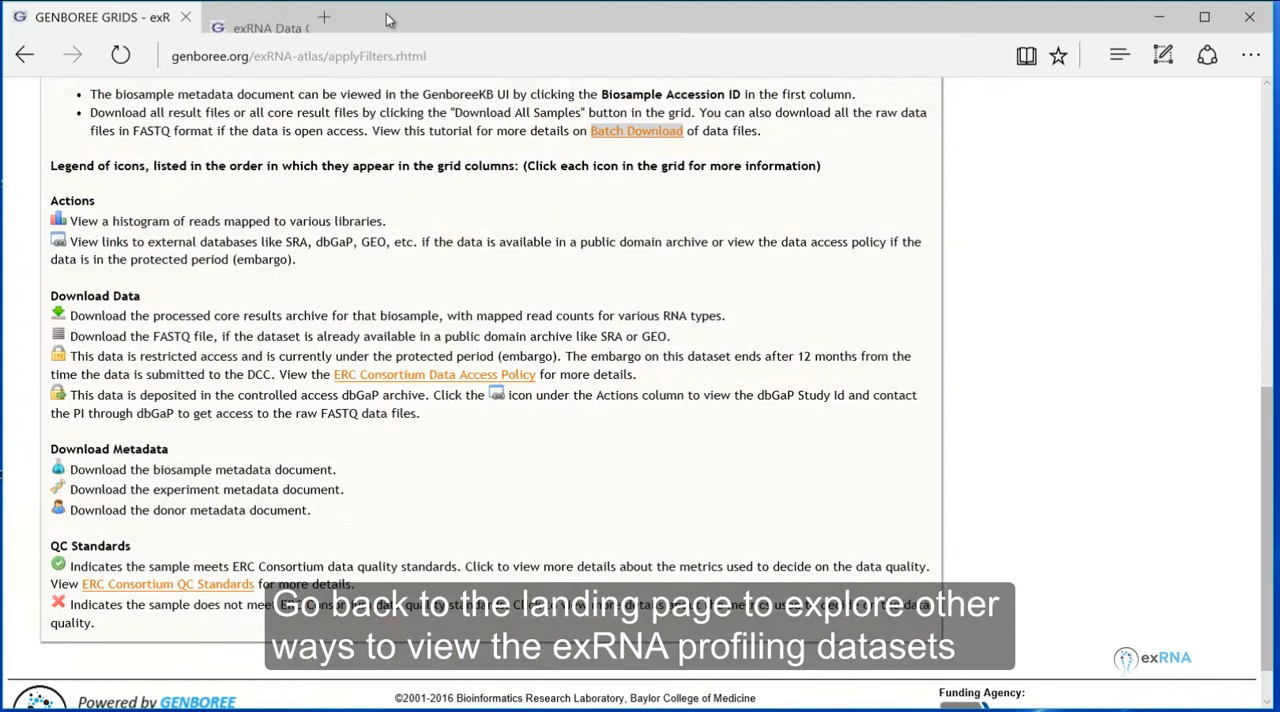 GENBOREE GRIDS - exR
exRNA Data
genboree.org/exRNA-atlas/applyFilters.rhtml
• The biosample metadata document can be viewed in the GenboreeKB UI by clicking the Biosample Accession ID in the first column.
• Download all result files or all core result files by clicking the "Download All Samples" button in the grid. You can also download all the raw data
files in FASTQ format if the data is open access. View this tutorial for more details on Batch Download of data files.
Legend of icons, listed in the order in which they appear in the grid columns: (Click each icon in the grid for more information)
Actions
View a histogram of reads mapped to various libraries.
View links to external databases like SRA, dbGaP, GEO, etc. if the data is available in a public domain archive or view the data access policy if the
data is in the protected period (embargo).
Download Data
Download the processed core results archive for that biosample, with mapped read counts for various RNA types.
Download the FASTQ file, if the dataset is already available in a public domain archive like SRA or GEO.
This data is restricted access and is currently under the protected period (embargo). The embargo on this dataset ends after 12 months from the
time the data is submitted to the DCC. View the ERC Consortium Data Access Policy for more details.
This data is deposited in the controlled access dbGaP archive. Click the icon under the Actions column to view the dbGaP Study Id and contact
the PI through dbGaP to get access to the raw FASTQ data files.
Download Metadata
Download the biosample metadata document.
Download the experiment metadata document.
Download the donor metadata document.
QC Standards
Indicates the sample meets ERC Consortium data quality standards. Click to view more details about the metrics used to decide on the data quality.
View ERC Consortium QC Standards for more details.
Indicates the sample does not meet
quality.
Go back to the landing page to explore other
ways to view the exRNA profiling datasets
exRNA
Powered by GENBOREE
©2001-2016 Bioinformatics Research Laboratory, Baylor College of Medicine
Funding Agency: